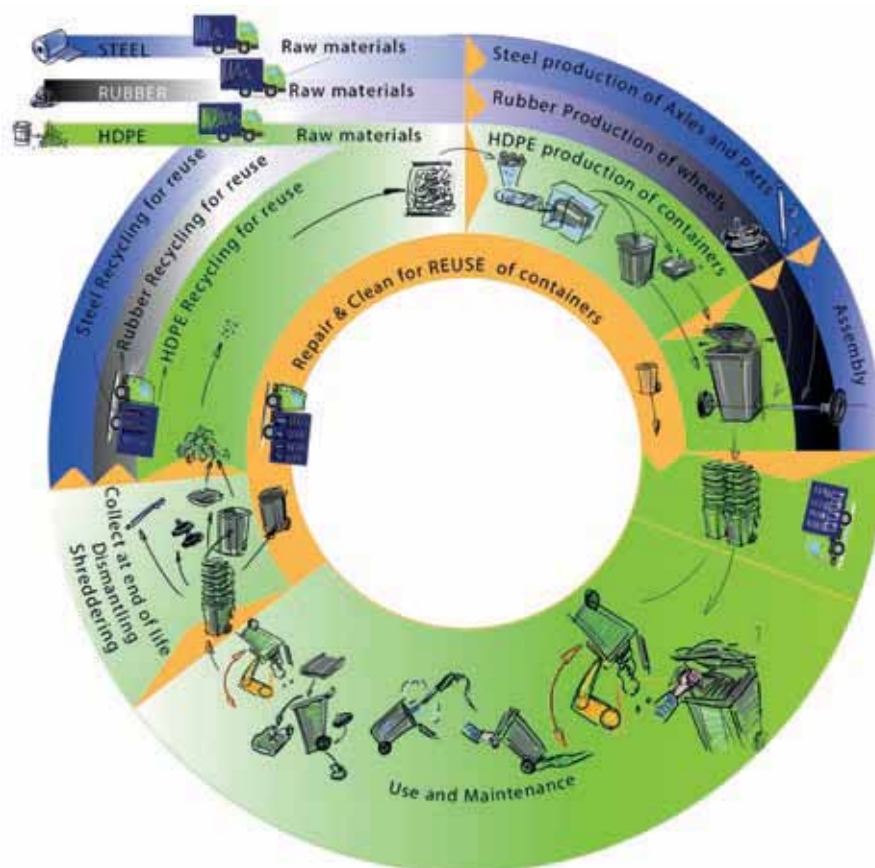 STEEL
Raw materials
RUBBER
Raw materials
HDPE
Raw materials
Steel production of Axles and Parts
Rubber Production of wheels
HDPE production of containers
Assembly
Steel Recycling for reuse
Rubber Recycling for reuse
HDPE Recycling for reuse
Repair & Clean for REUSE of containers
Collect at end of life
Dismantling
Shreddering
Use and Maintenance